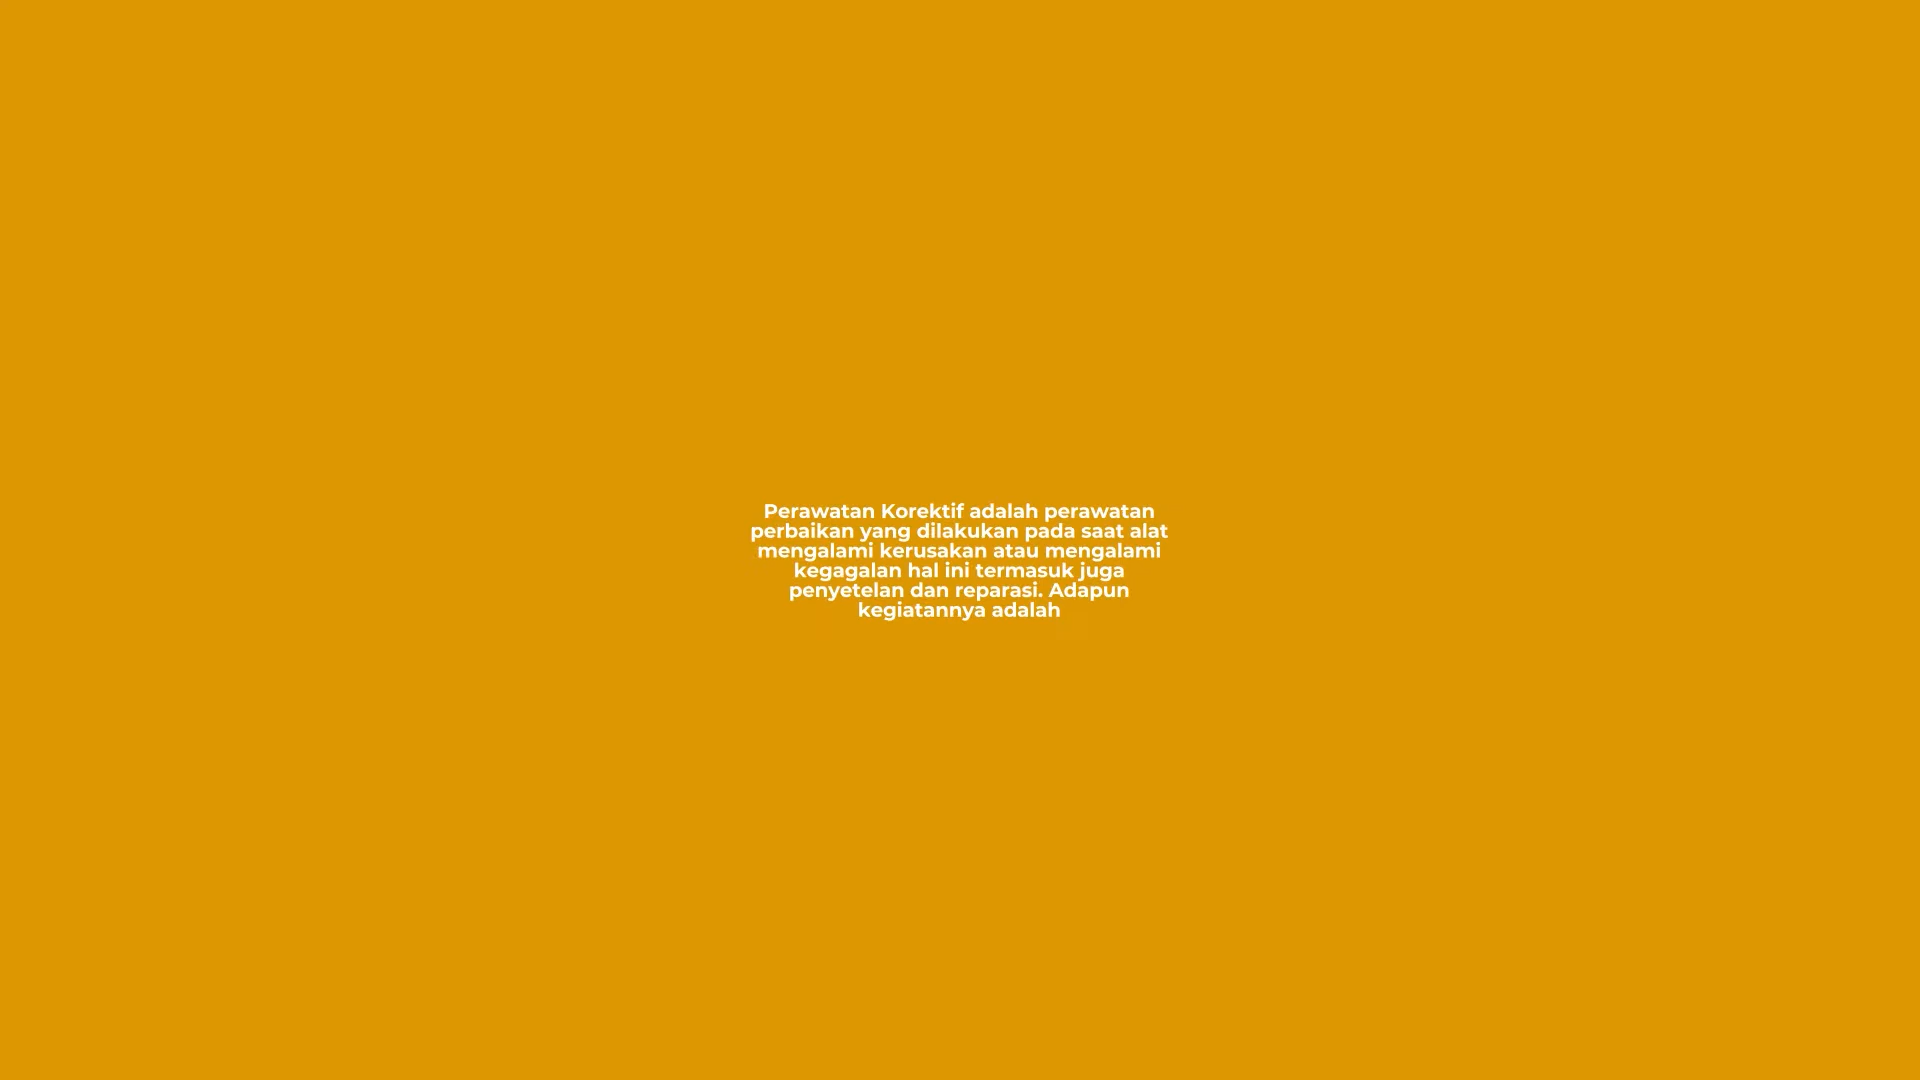 Perawatan Korektif adalah perawatan
perbaikan yang dilakukan pada saat alat
mengalami kerusakan atau mengalami
kegagalan hal ini termasuk juga
penyetelan dan reparasi. Adapun
kegiatannya adalah